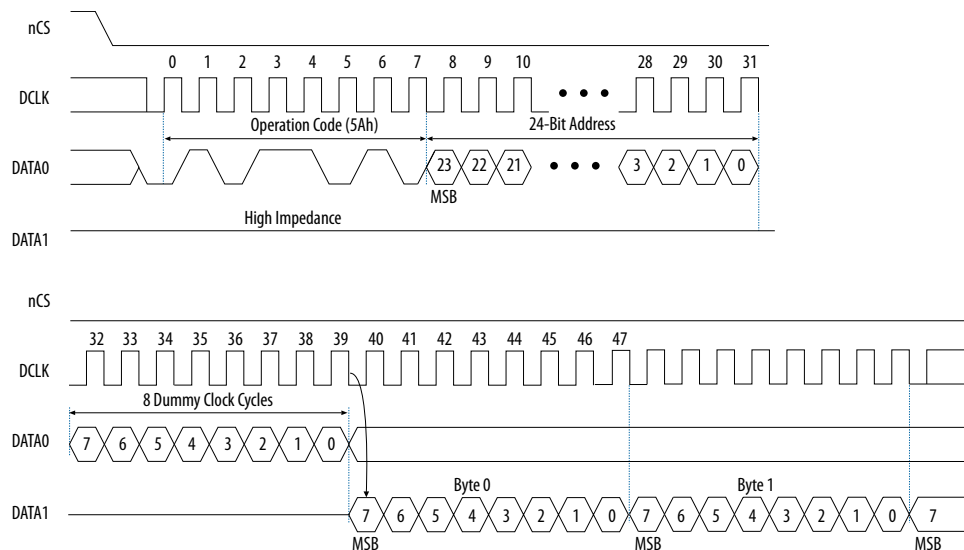 nCS
0 1 2 3 4 5 6 7 8 9 10 28 29 30 31
DCLK
Operation Code (5Ah) 24-Bit Address
DATA0 23 22 21 3 2 1 0
MSB
High Impedance
DATA1
nCS
32 33 34 35 36 37 38 39 40 41 42 43 44 45 46 47
DCLK
8 Dummy Clock Cycles
DATA0 7 6 5 4 3 2 1 0
Byte 0 Byte 1
DATA1 7 6 5 4 3 2 1 0 7 6 5 4 3 2 1 0 7
MSB MSB MSB